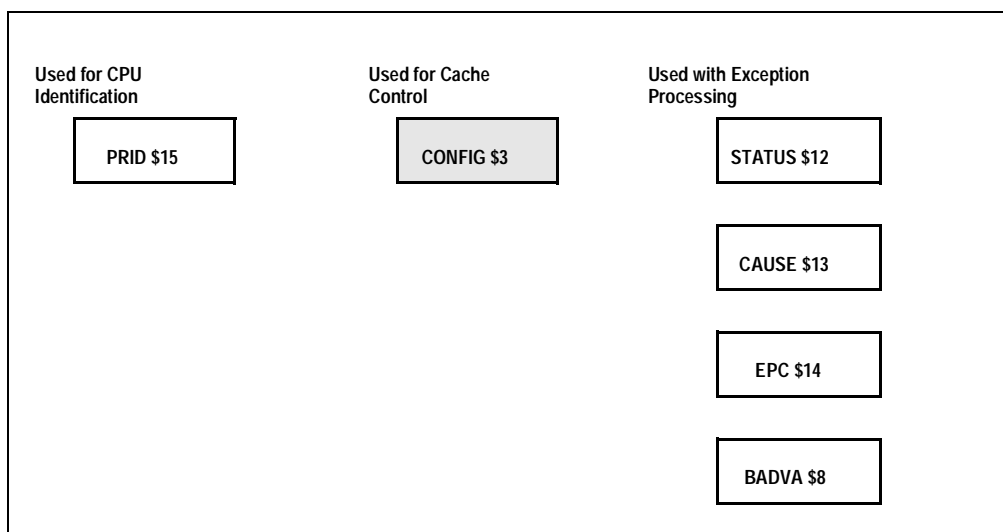 Used for CPU
Identification
PRID $15
Used for Cache
Control
CONFIG $3
Used with Exception
Processing
STATUS $12
CAUSE $13
EPC $14
BADVA $8